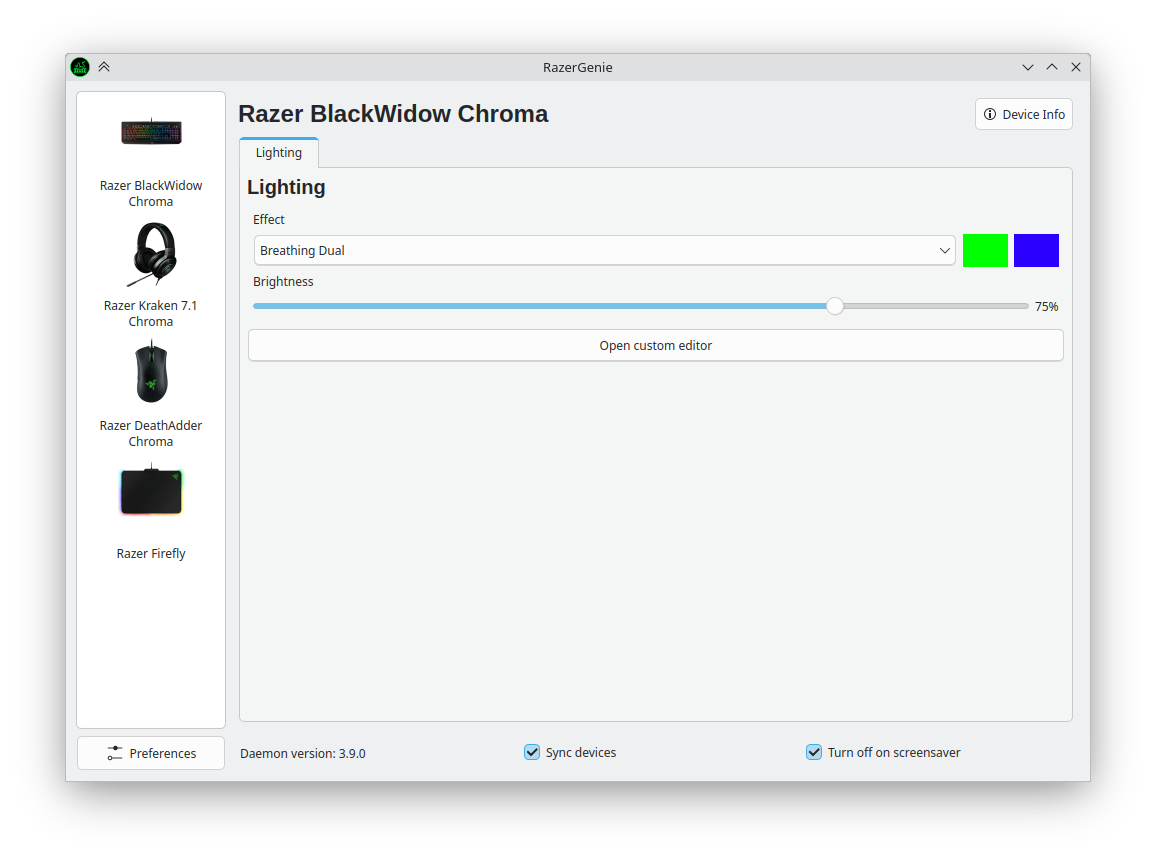 RazerGenie
Razer BlackWidow
Chroma
Razer Kraken 7.1
Chroma
Razer DeathAdder
Chroma
Razer Firefly
Preferences
Razer BlackWidow Chroma
Device Info
Lighting
Lighting
Effect
Breathing Dual
Brightness
75%
Open custom editor
Daemon version: 3.9.0
Sync devices
Turn off on screensaver